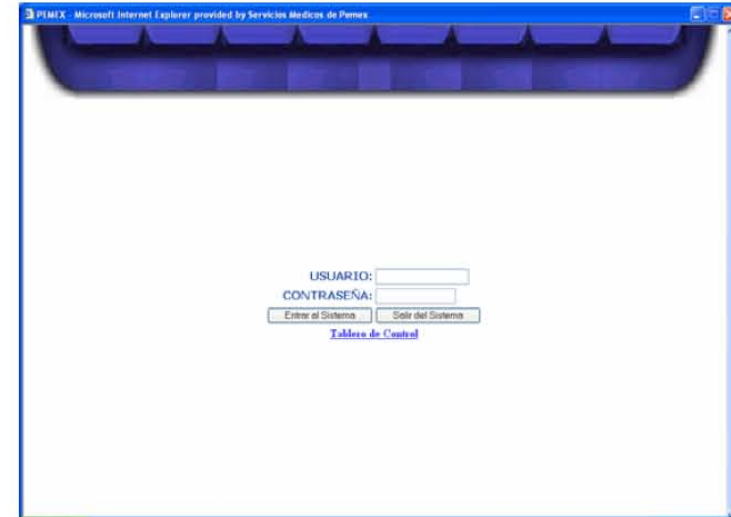 PEMEX - Microsoft Internet Explorer provided by Servicios Medicos de Pemex
USUARIO:
CONTRASEÑA:
Entrar al Sistema Salir del Sistema
Tablero de Control